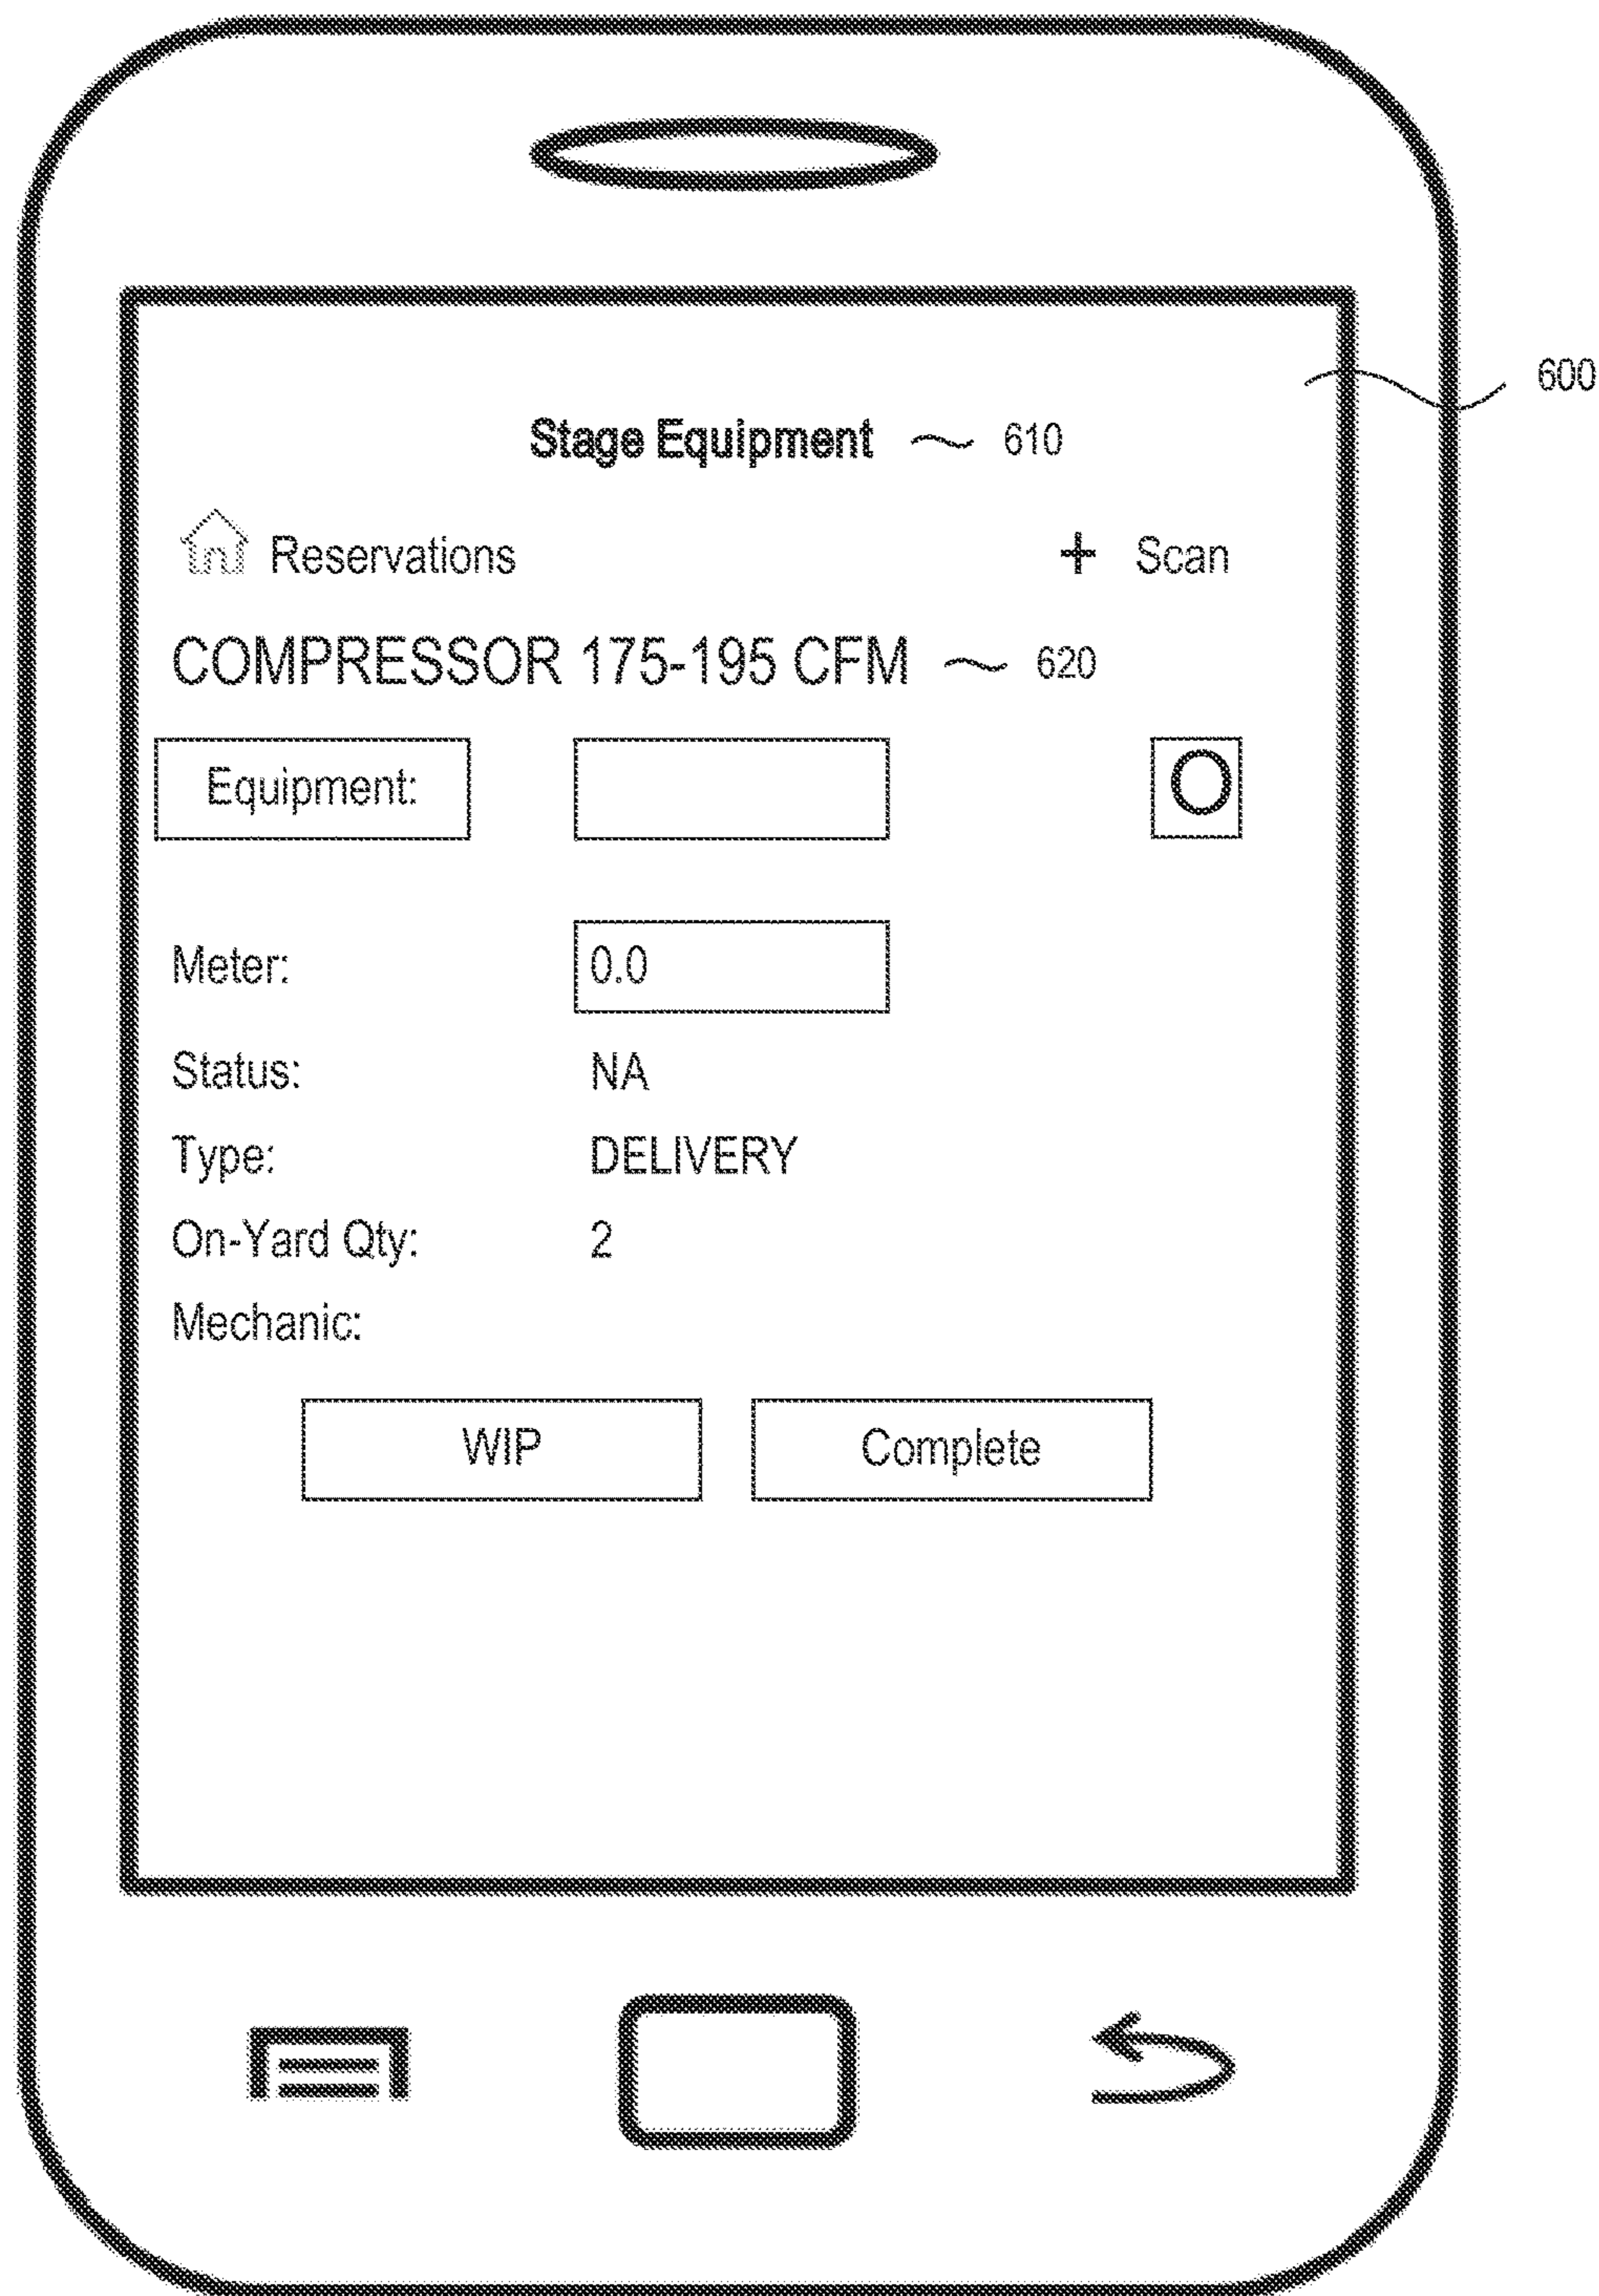 600
Stage Equipment 610
Reservations + Scan
COMPRESSOR 175-195 CFM 620
Equipment: O
Meter: 0.0
Status: NA
Type: DELIVERY
On-Yard Qty: 2
Mechanic:
WIP Complete